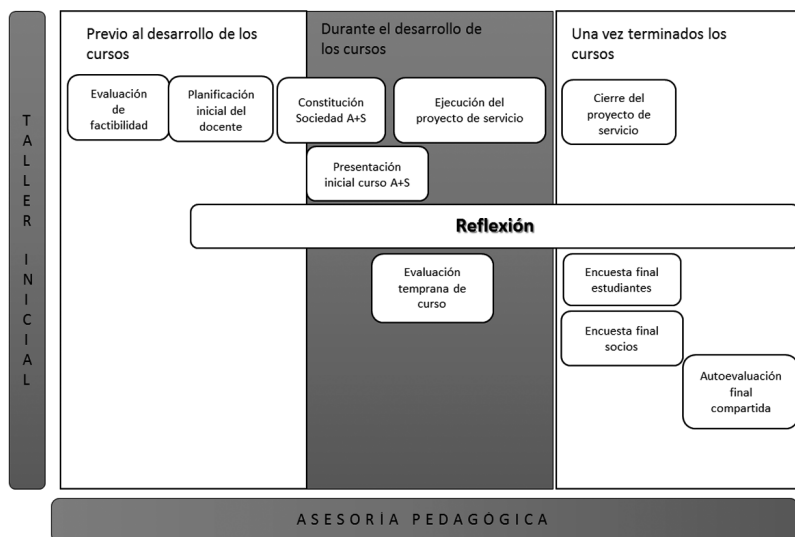 TALLER INICIAL
Previo al desarrollo de los
cursos
Durante el desarrollo de
los cursos
Una vez terminados los
cursos
Evaluación
de
factibilidad
Planificación
inicial del
docente
Constitución
Sociedad A+S
Ejecución del
proyecto de servicio
Cierre del
proyecto de
servicio
Presentación
inicial curso A+S
Reflexión
Evaluación
temprana de
curso
Encuesta final
estudiantes
Encuesta final
socios
Autoevaluación
final
compartida
ASESORÍA PEDAGÓGICA